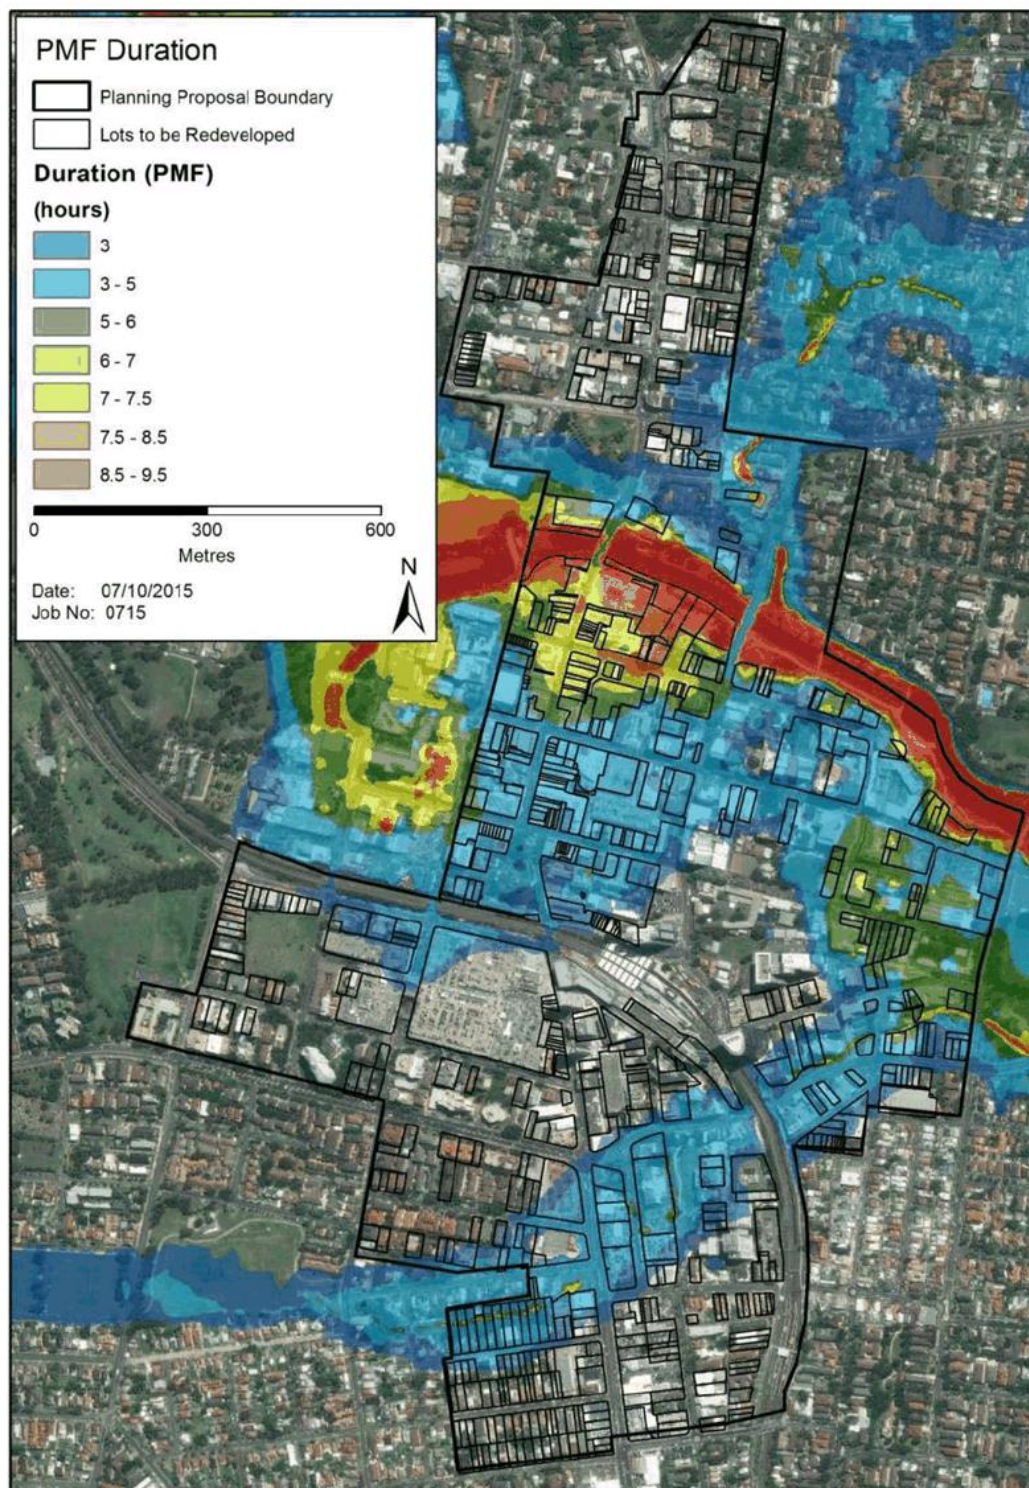 PMF Duration
Planning Proposal Boundary
Lots to be Redeveloped
Duration (PMF)
(hours)
3
3 - 5
5 - 6
6 - 7
7 - 7.5
7.5 - 8.5
8.5 - 9.5
0 300 600
Metres
N
Date: 07/10/2015
Job No: 0715